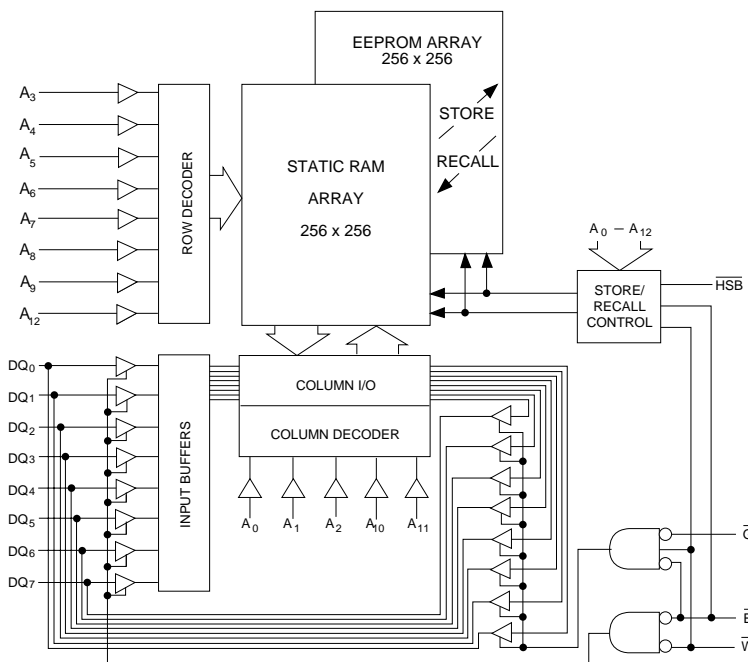 EEPROM ARRAY
256 x 256
STORE
RECALL
STATIC RAM
ARRAY
256 x 256
A3
A4
A5
A6
A7
A8
A9
A12
ROW DECODER
A0 – A12
STORE/
RECALL
CONTROL
HSB
DQ0
DQ1
DQ2
DQ3
DQ4
DQ5
DQ6
DQ7
INPUT BUFFERS
COLUMN I/O
COLUMN DECODER
A0
A1
A2
A10
A11
E